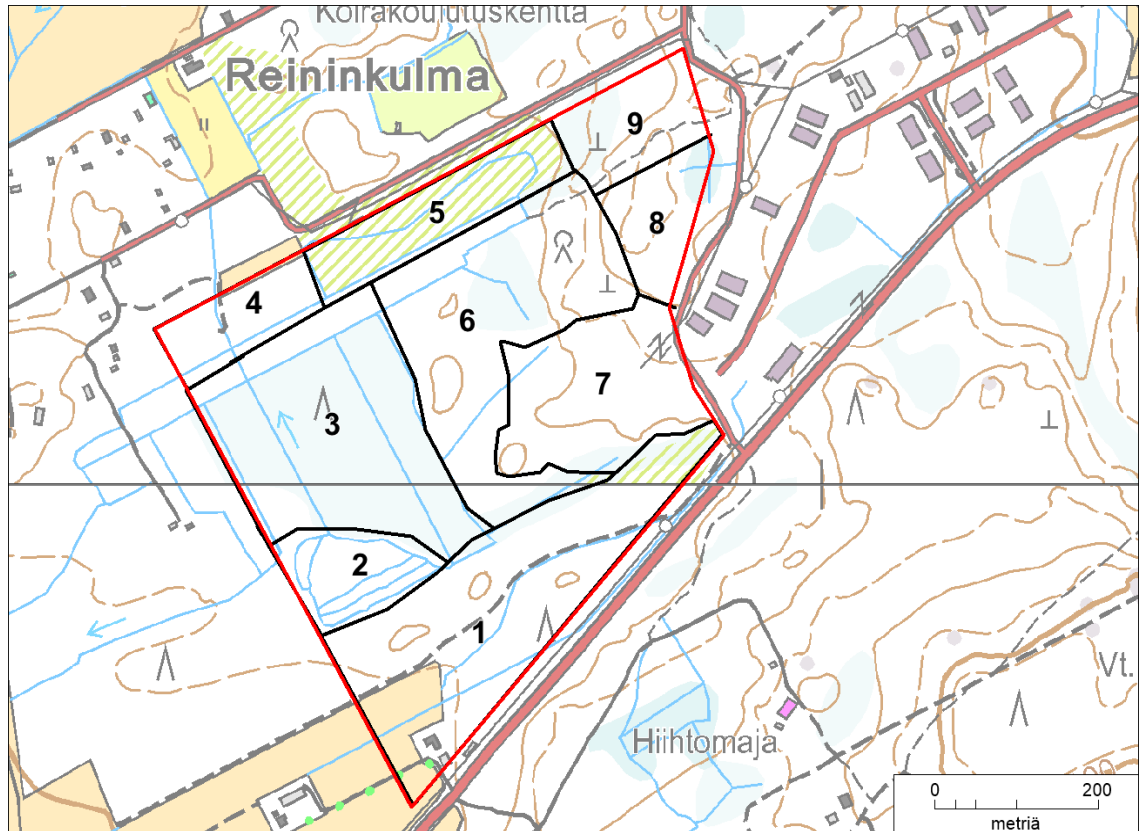 Koirakoulutuskenttä
Reininkulma
9
5
8
4
6
7
3
2
1
Hiihtomaja
Vt.
0 200
metriä